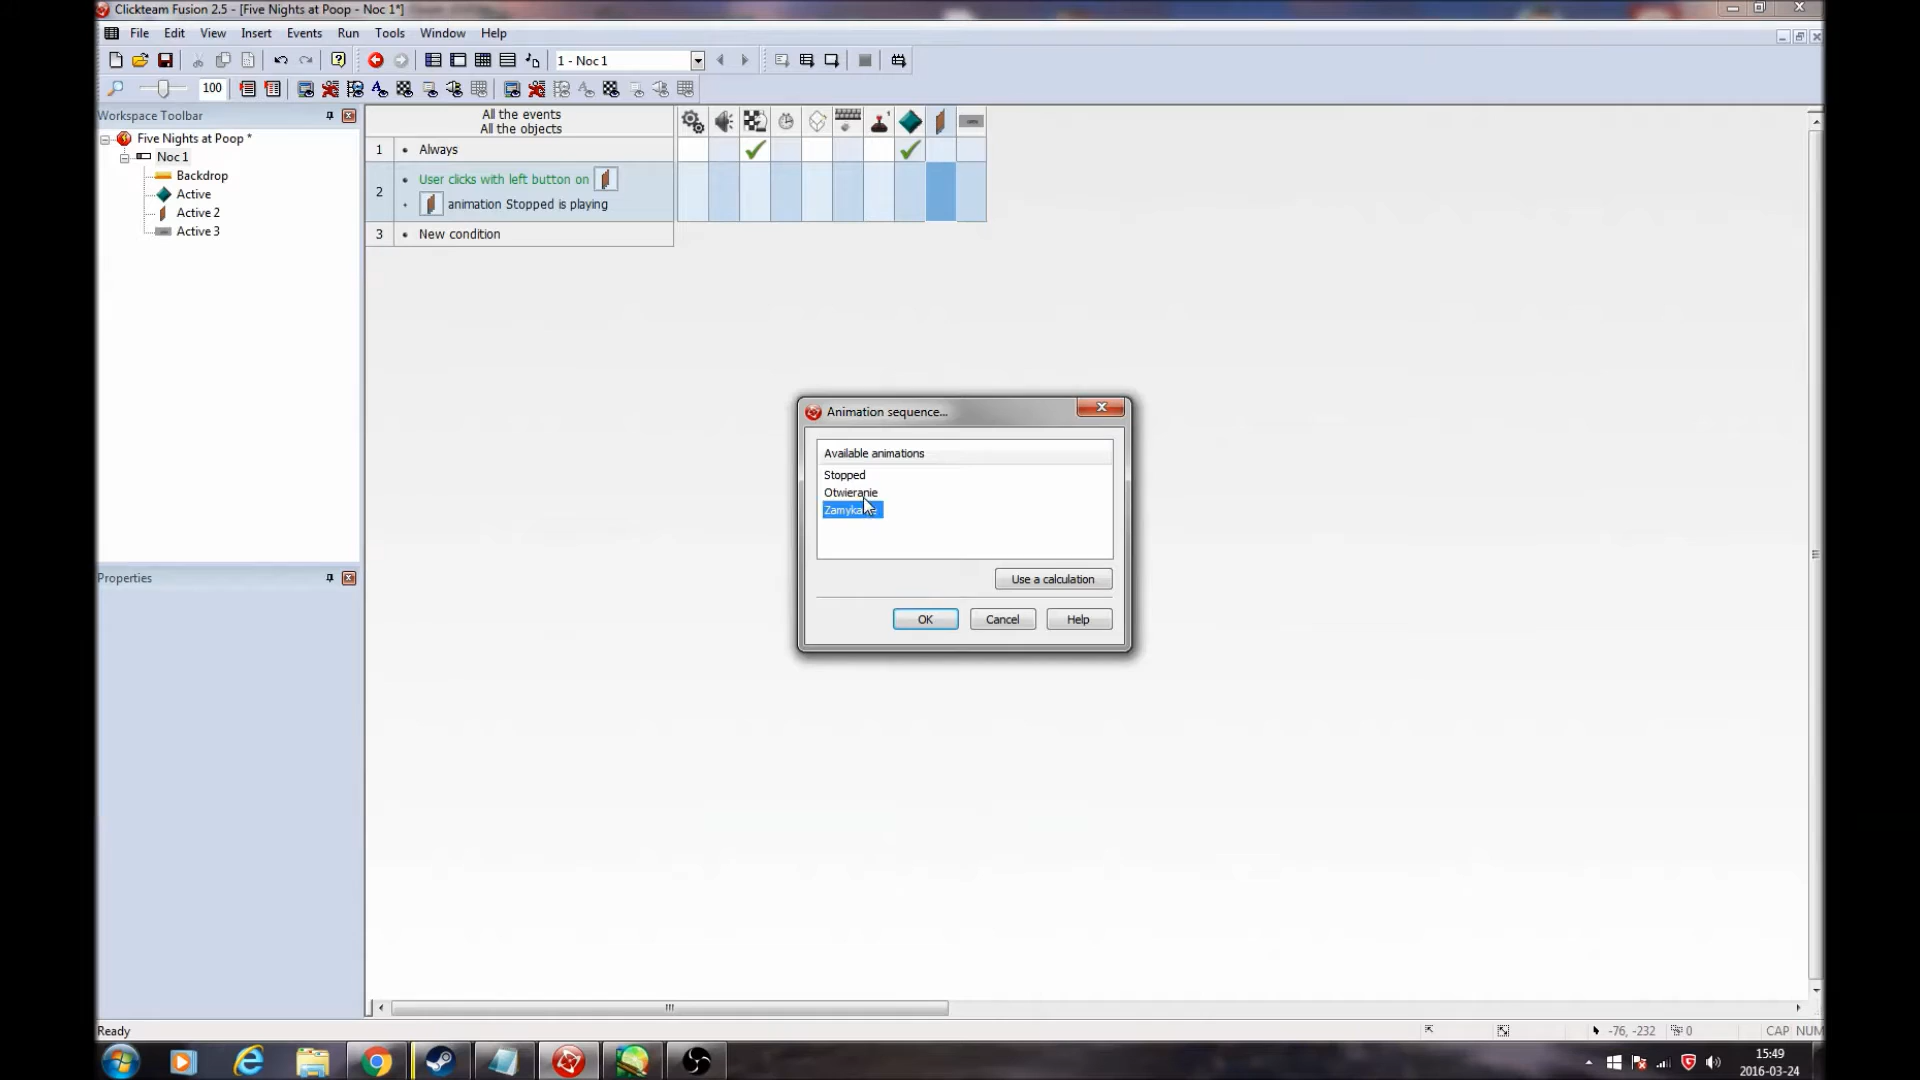 Clickteam Fusion 2.5 - [Five Nights at Poop - Noc 1*]
File Edit View Insert Events Run Tools Window Help
1 - Noc 1
100
Workspace Toolbar
Five Nights at Poop *
Noc 1
Backdrop
Active
Active 2
Active 3
Properties
All the events
All the objects
1 • Always
2 • User clicks with left button on
• animation Stopped is playing
3 • New condition
Animation sequence...
Available animations
Stopped
Otwieranie
Use a calculation
OK Cancel Help
Ready
-76, -232 0 CAP NUM
15:49
2016-03-24